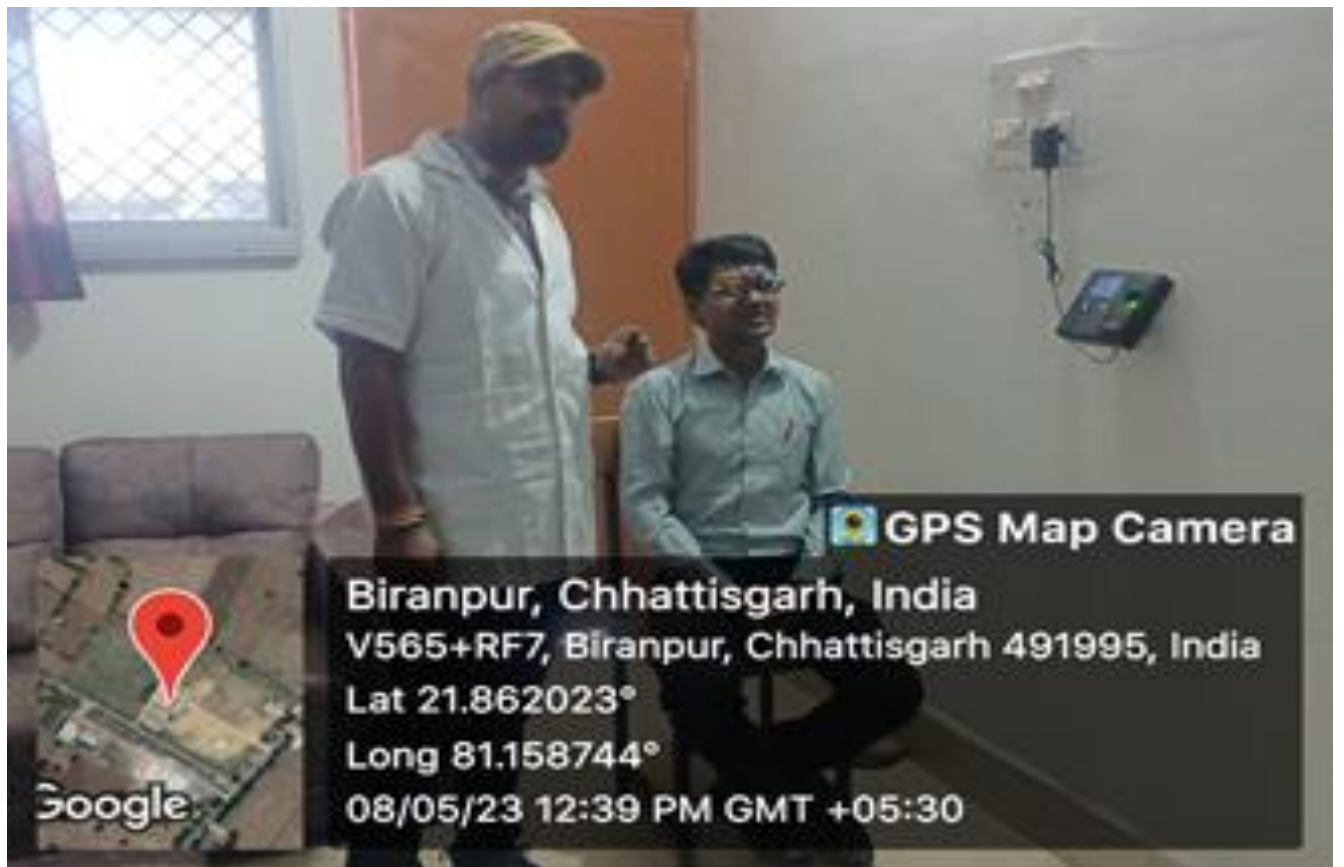 GPS Map Camera
Biranpur, Chhattisgarh, India
V565+RF7, Biranpur, Chhattisgarh 491995, India
Lat 21.862023°
Long 81.158744°
08/05/23 12:39 PM GMT +05:30
Google